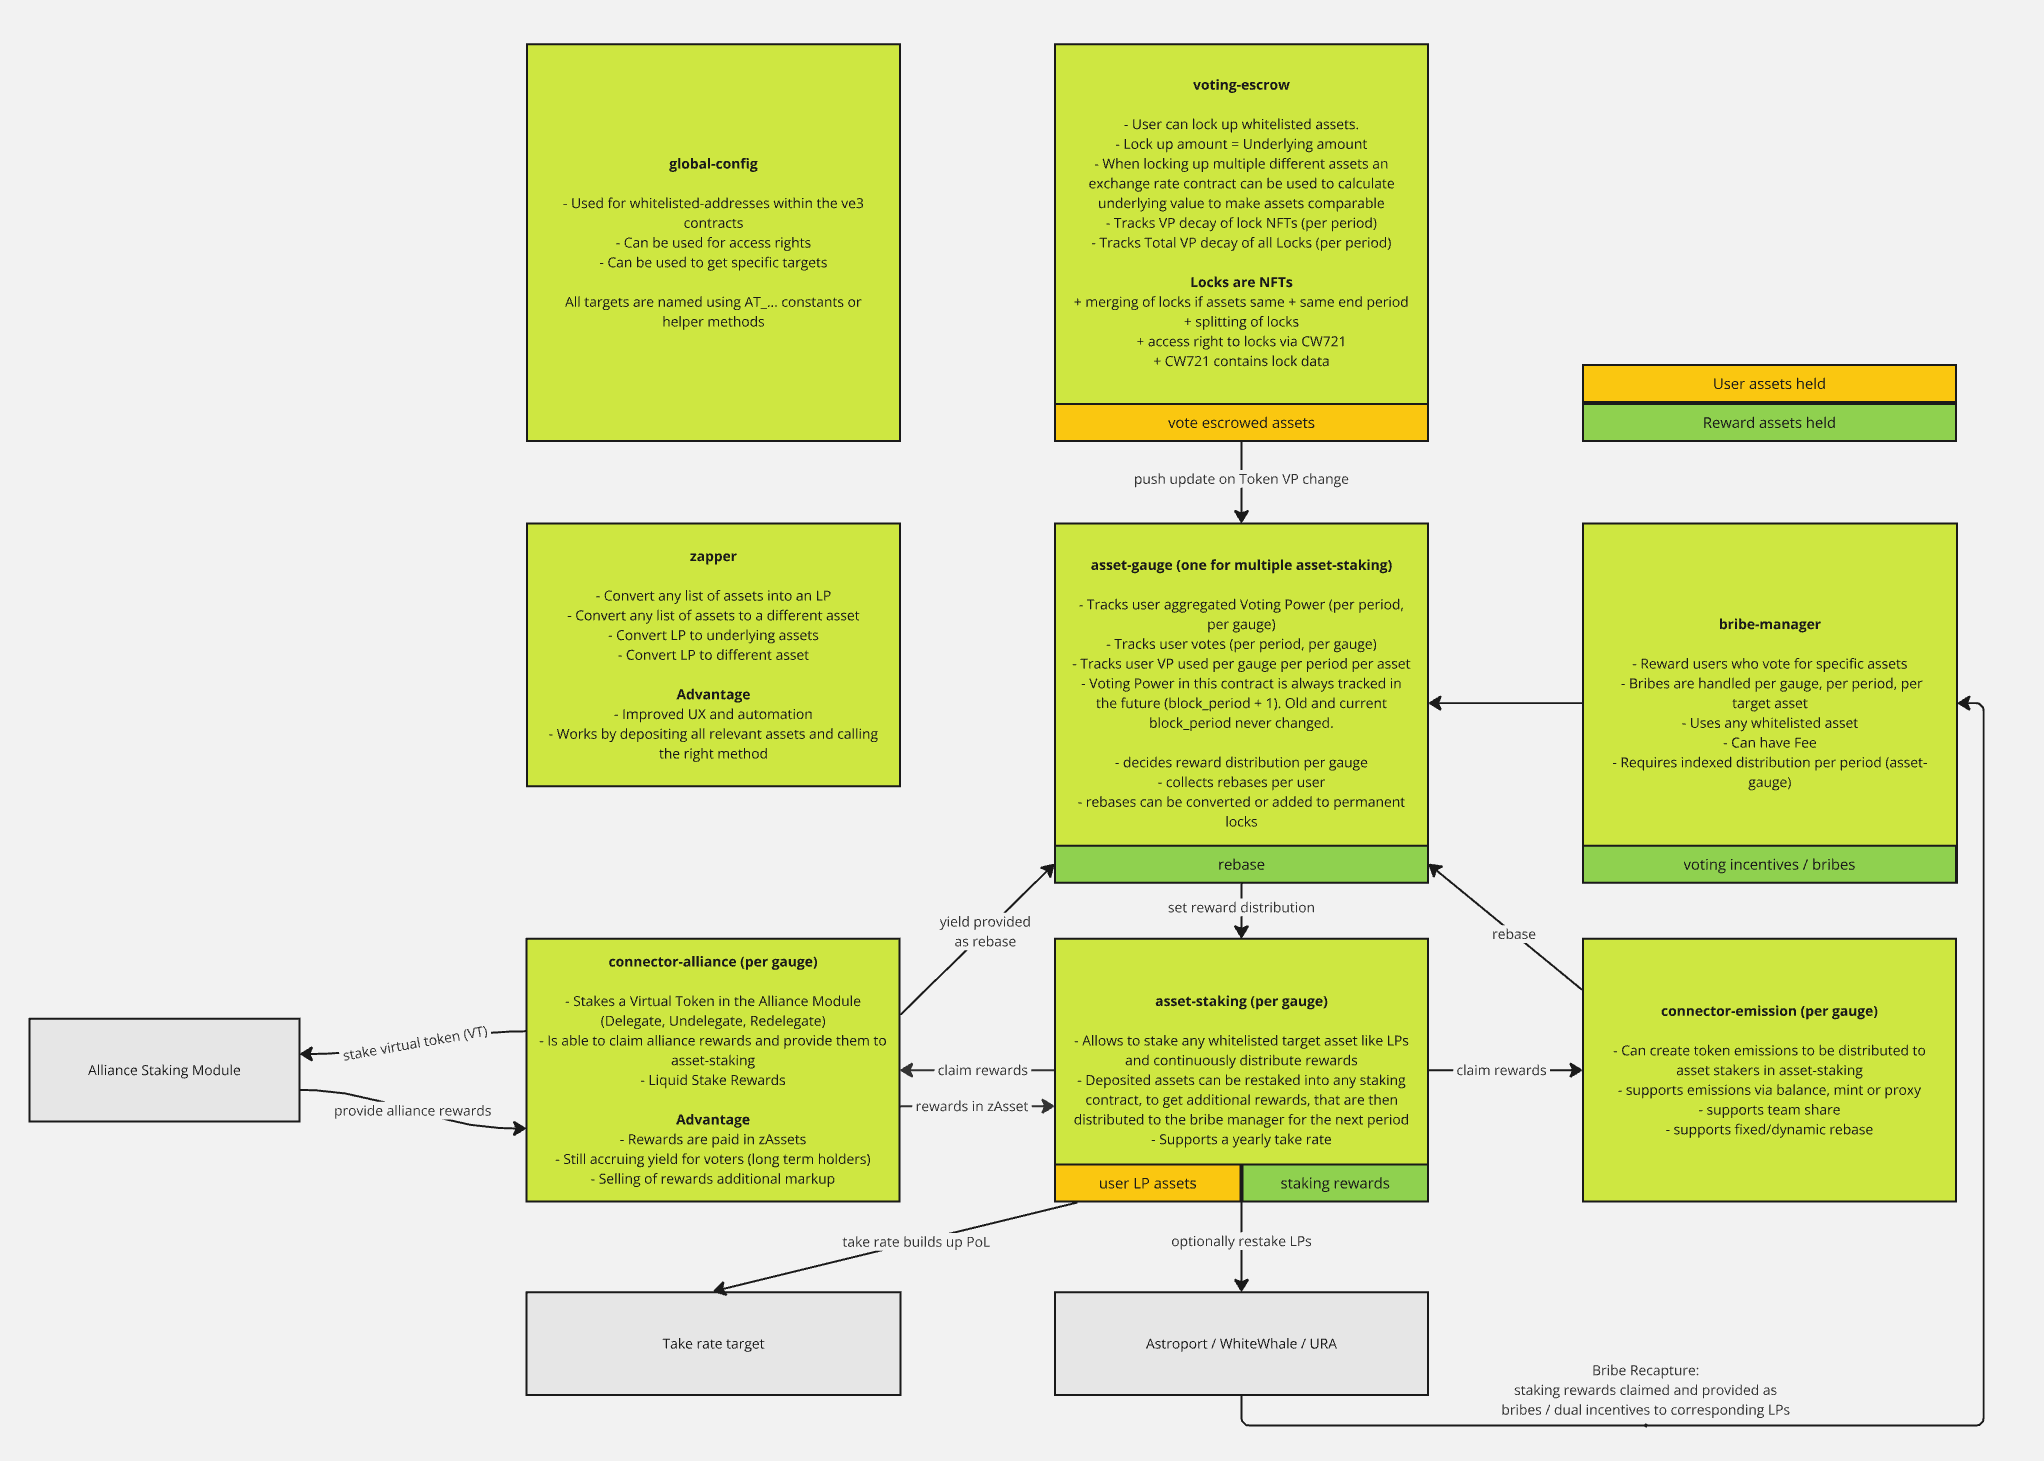 global-config
- Used for whitelisted-addresses within the ve3
contracts
- Can be used for access rights
- Can be used to get specific targets
All targets are named using AT_... constants or
helper methods
voting-escrow
- User can lock up whitelisted assets.
- Lock up amount = Underlying amount
- When locking up multiple different assets an
exchange rate contract can be used to calculate
underlying value to make assets comparable
- Tracks VP decay of lock NFTs (per period)
- Tracks Total VP decay of all Locks (per period)
Locks are NFTs
+ merging of locks if assets same + same end period
+ splitting of locks
+ access right to locks via CW721
+ CW721 contains lock data
vote escrowed assets
User assets held
Reward assets held
push update on Token VP change
zapper
- Convert any list of assets into an LP
- Convert any list of assets to a different asset
- Convert LP to underlying assets
- Convert LP to different asset
Advantage
- Improved UX and automation
- Works by depositing all relevant assets and calling
the right method
asset-gauge (one for multiple asset-staking)
- Tracks user aggregated Voting Power (per period,
per gauge)
- Tracks user votes (per period, per gauge)
- Tracks user VP used per gauge per period per asset
- Voting Power in this contract is always tracked in
the future (block_period + 1). Old and current
block_period never changed.
- decides reward distribution per gauge
- collects rebases per user
- rebases can be converted or added to permanent
locks
rebase
bribe-manager
- Reward users who vote for specific assets
- Bribes are handled per gauge, per period, per
target asset
- Uses any whitelisted asset
- Can have Fee
- Requires indexed distribution per period (asset-
gauge)
voting incentives / bribes
yield provided
as rebase
set reward distribution
rebase
Alliance Staking Module
stake virtual token (VT)
provide alliance rewards
connector-alliance (per gauge)
- Stakes a Virtual Token in the Alliance Module
(Delegate, Undelegate, Redelegate)
- Is able to claim alliance rewards and provide them to
asset-staking
- Liquid Stake Rewards
Advantage
- Rewards are paid in zAssets
- Still accruing yield for voters (long term holders)
- Selling of rewards additional markup
claim rewards
rewards in zAsset
asset-staking (per gauge)
- Allows to stake any whitelisted target asset like LPs
and continuously distribute rewards
- Deposited assets can be restaked into any staking
contract, to get additional rewards, that are then
distributed to the bribe manager for the next period
- Supports a yearly take rate
user LP assets
staking rewards
claim rewards
connector-emission (per gauge)
- Can create token emissions to be distributed to
asset stakers in asset-staking
- supports emissions via balance, mint or proxy
- supports team share
- supports fixed/dynamic rebase
take rate builds up PoL
optionally restake LPs
Take rate target
Astroport / WhiteWhale / URA
Bribe Recapture:
staking rewards claimed and provided as
bribes / dual incentives to corresponding LPs